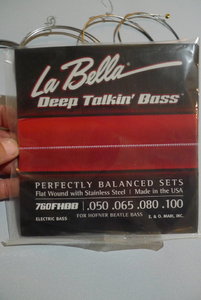 La Bella®
Deep Talkin' Bass®
PERFECTLY BALANCED SETS
Flat Wound with Stainless Steel | Made in the USA
760FHBB .050 .065 .080 .100
ELECTRIC BASS FOR HOFNER BEATLE BASS E. & O. MARI, INC.